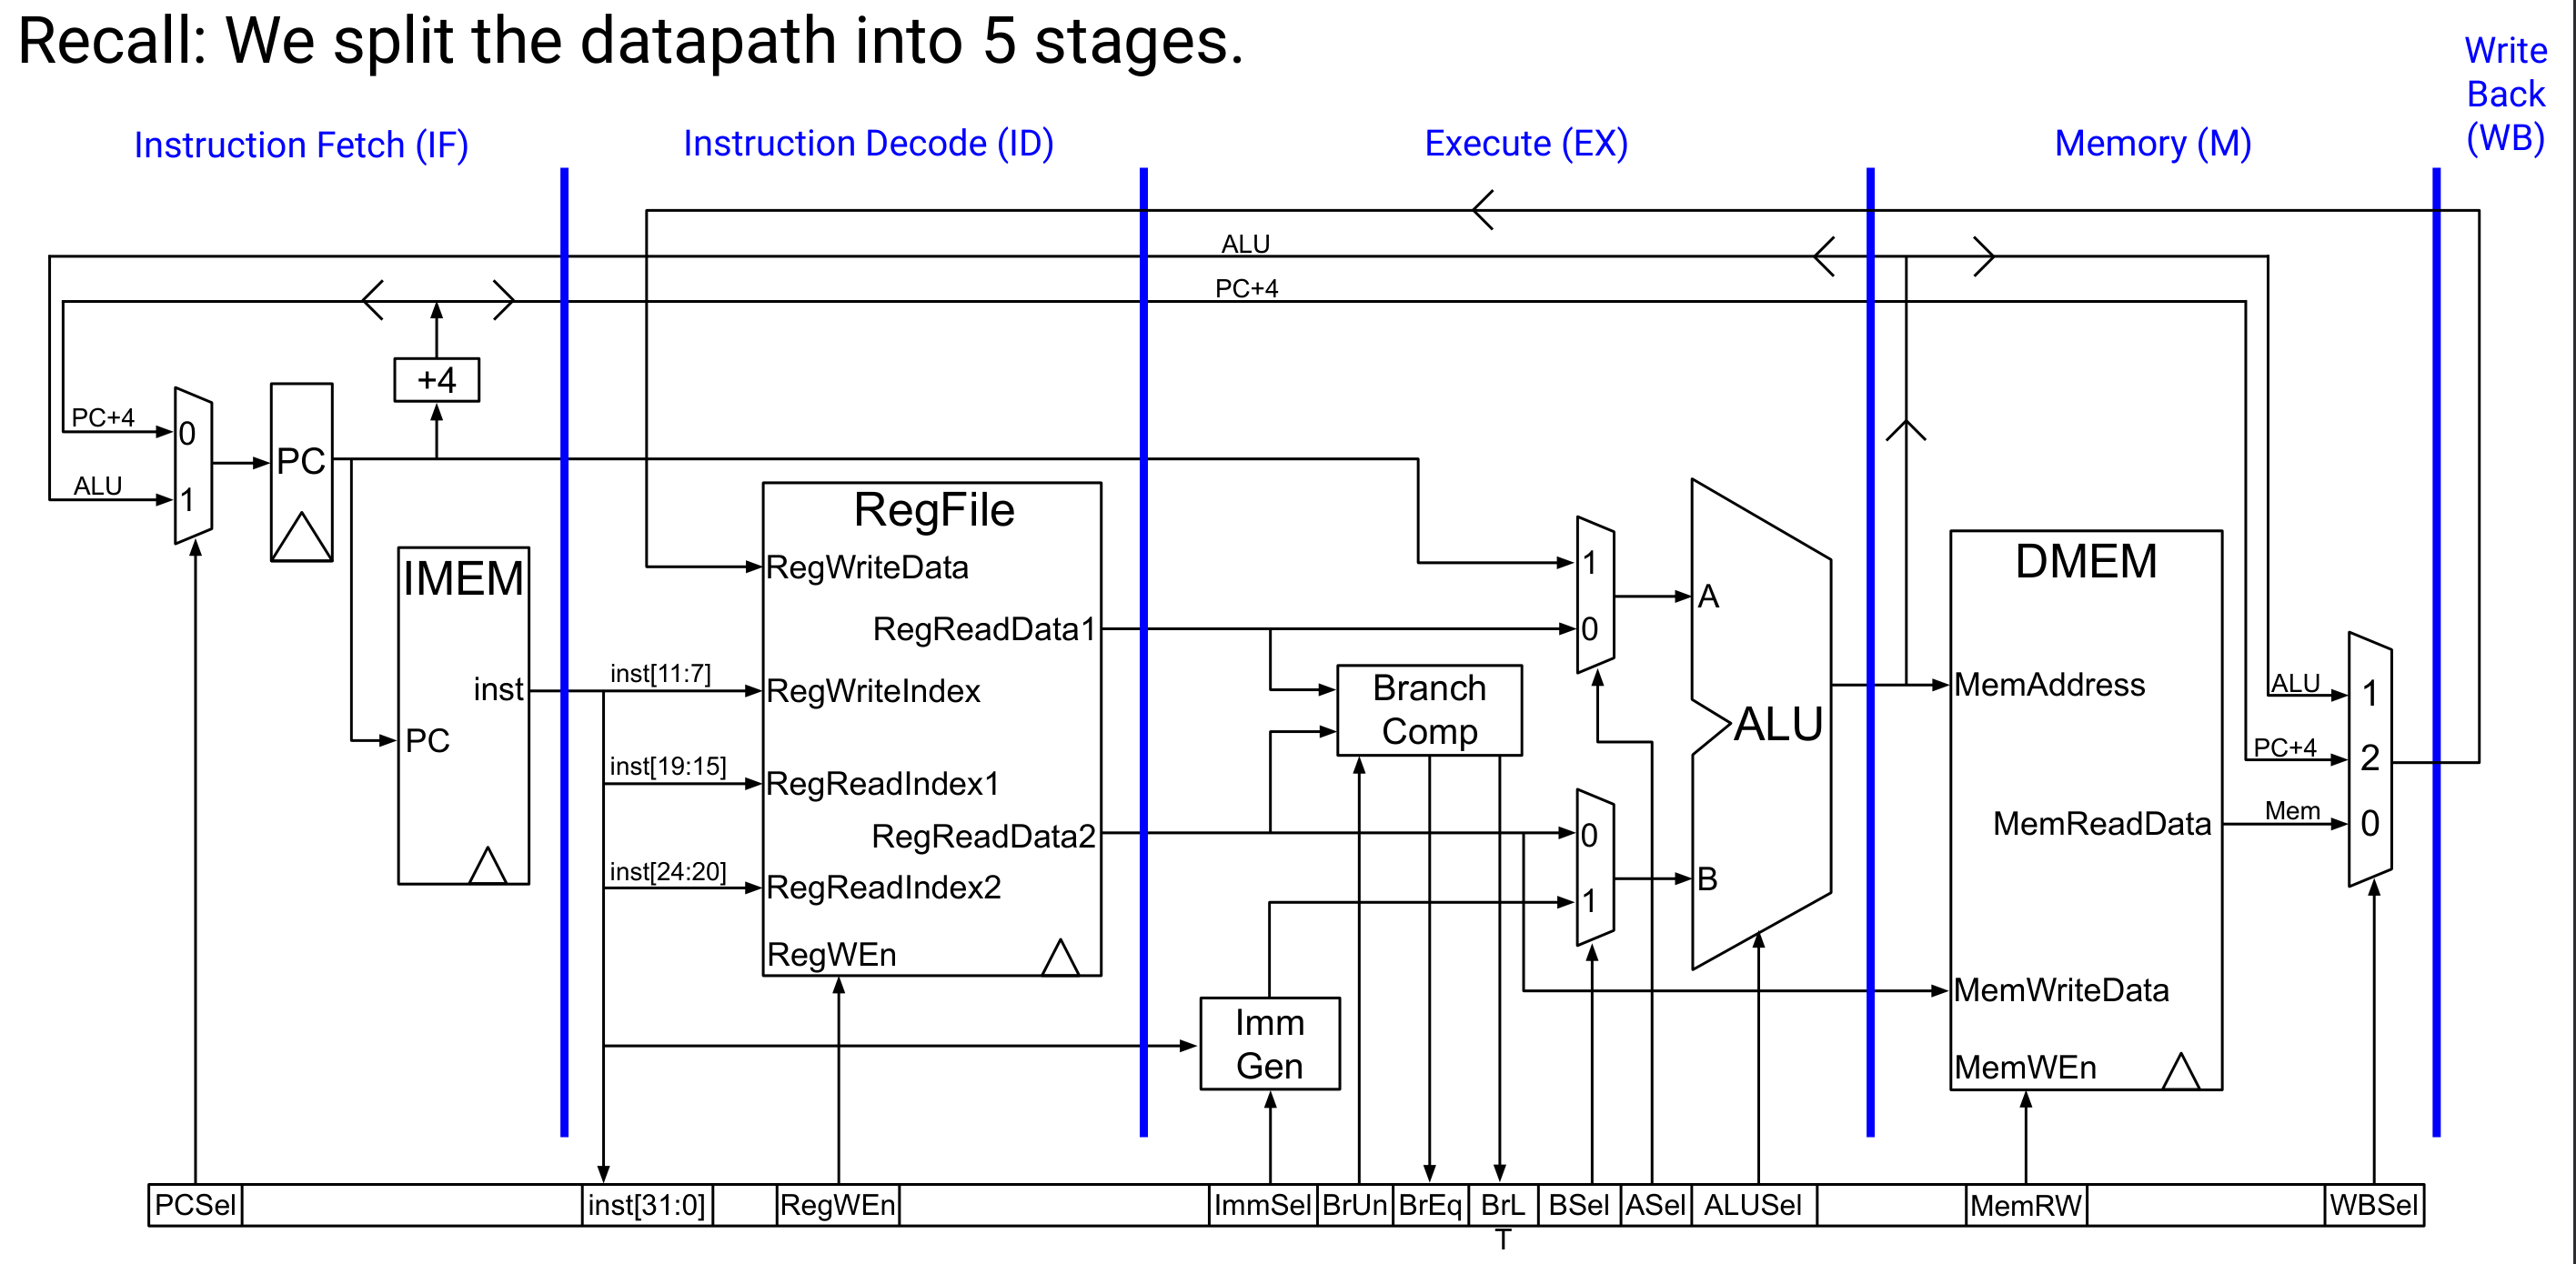 Recall: We split the datapath into 5 stages.
Write
Back
(WB)
Instruction Fetch (IF)
Instruction Decode (ID)
Execute (EX)
Memory (M)
ALU
PC+4
+4
PC+4
0
ALU
1
PC
IMEM
inst
PC
inst[11:7]
inst[19:15]
inst[24:20]
RegFile
RegWriteData
RegReadData1
RegWriteIndex
RegReadIndex1
RegReadData2
RegReadIndex2
RegWEn
Branch
Comp
Imm
Gen
1
0
0
1
A
ALU
B
DMEM
MemAddress
MemReadData
MemWriteData
MemWEn
ALU
1
PC+4
2
Mem
0
PCSel
inst[31:0]
RegWEn
ImmSel
BrUn
BrEq
BrL
T
BSel
ASel
ALUSel
MemRW
WBSel